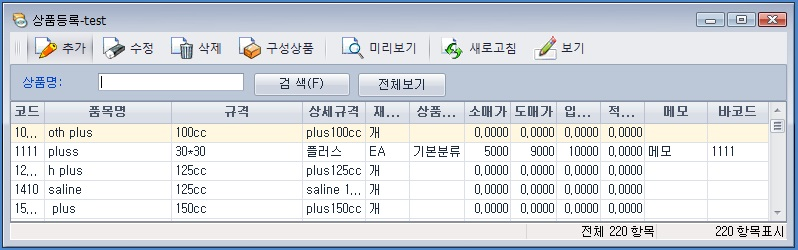 상품등록-test
추가 수정 삭제 구성상품 미리보기 새로고침 보기
상품명: 검 색(F) 전체보기
코드 품목명 규격 상세규격 재... 상품... 소매가 도매가 입... 적... 메모 바코드
10... oth plus 100cc plus100cc 개 0,0000 0,0000 0,0000 0,0000
1111 pluss 30*30 플러스 EA 기본분류 5000 9000 10000 0,0000 메모 1111
12... h plus 125cc plus125cc 개 0,0000 0,0000 0,0000 0,0000
1410 saline 125cc saline 1... 개 0,0000 0,0000 0,0000 0,0000
15... plus 150cc plus150cc 개 0,0000 0,0000 0,0000 0,0000
전체 220 항목 220 항목표시